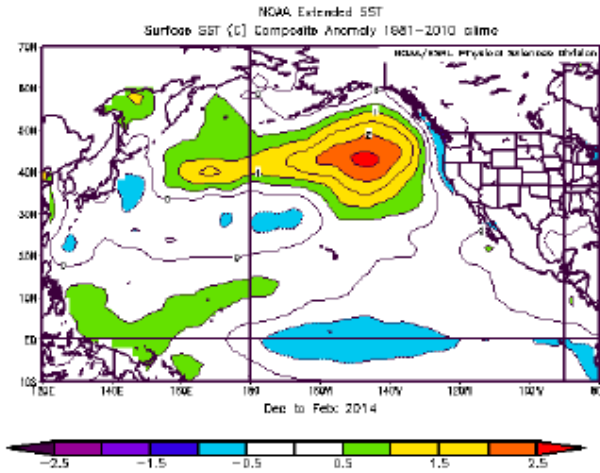 NOAA Extended SST
Surface SST (C) Composite Anomaly 1981-2010 climo
NOAA/ESRL Physical Sciences Division
70N
60N
50N
40N
30N
20N
10N
EQ
10S
120E 140E 160E 180 160W 140W 120W 100W
Dec to Feb: 2014
-2.5 -1.5 -0.5 0.5 1.5 2.5